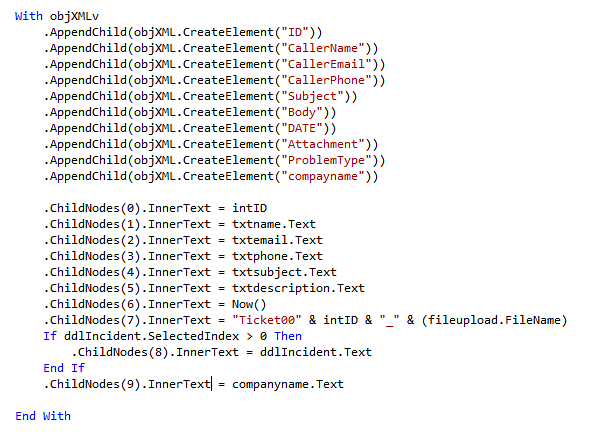 With objXMLv
.AppendChild(objXML.CreateElement("ID"))
.AppendChild(objXML.CreateElement("CallerName"))
.AppendChild(objXML.CreateElement("CallerEmail"))
.AppendChild(objXML.CreateElement("CallerPhone"))
.AppendChild(objXML.CreateElement("Subject"))
.AppendChild(objXML.CreateElement("Body"))
.AppendChild(objXML.CreateElement("DATE"))
.AppendChild(objXML.CreateElement("Attachment"))
.AppendChild(objXML.CreateElement("ProblemType"))
.AppendChild(objXML.CreateElement("compayname"))
.ChildNodes(0).InnerText = intID
.ChildNodes(1).InnerText = txtname.Text
.ChildNodes(2).InnerText = txtemail.Text
.ChildNodes(3).InnerText = txtphone.Text
.ChildNodes(4).InnerText = txtsubject.Text
.ChildNodes(5).InnerText = txtdescription.Text
.ChildNodes(6).InnerText = Now()
.ChildNodes(7).InnerText = "Ticket00" & intID & "_" & (fileupload.FileName)
If ddlIncident.SelectedIndex > 0 Then
.ChildNodes(8).InnerText = ddlIncident.Text
End If
.ChildNodes(9).InnerText = companyname.Text
End With